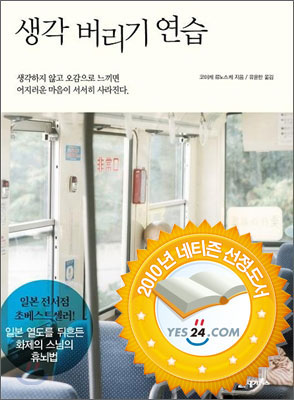 생각 버리기 연습
생각하지 않고 오감으로 느끼면
어지러운 마음이 서서히 사라진다.
코이케 류노스케 지음 / 유윤한 옮김
非常口
2010년 네티즌 선정도서
YES24.COM
일본 전서점
초베스트셀러!
일본 열도를 뒤흔든
화제의 스님의
휴뇌법